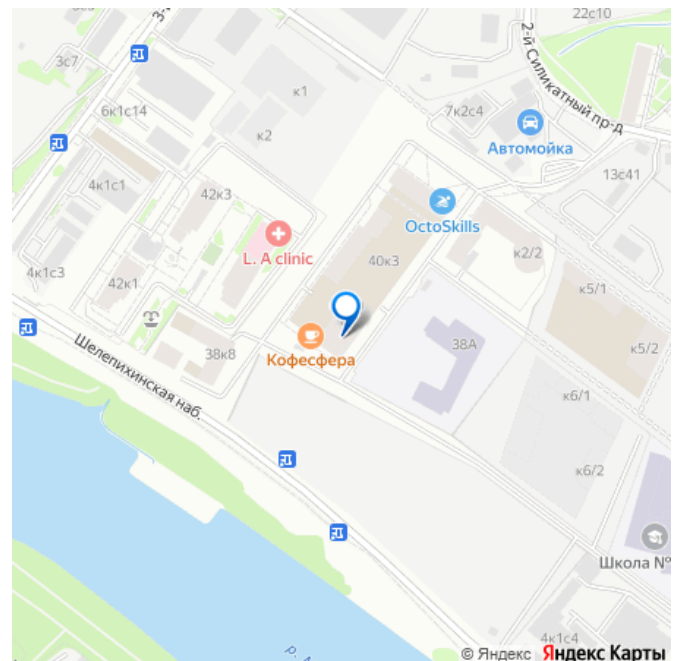 22с10
3-й
3с7
2-й Силикатный пр-д
к1
6к1с14
7к2с4
к2
Автомойка
4к1с1
42к3
13с41
OctoSkills
L. A clinic
40к3
к2/2
4к1с3
42к1
к5/1
Шелепихинская наб.
38к8
Кофесфера
38А
к5/2
к6/1
к6/2
Школа №
4к1с4
р.
© Яндекс Яндекс Карты